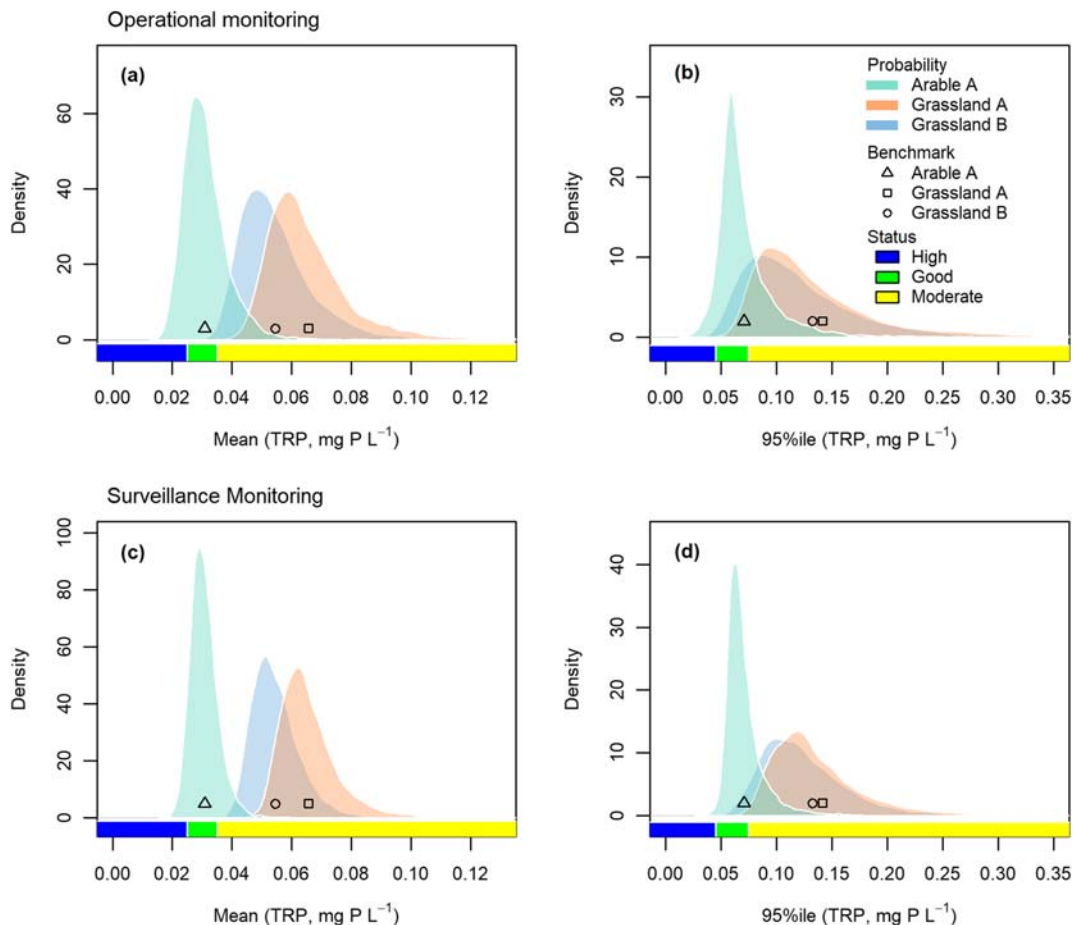 Operational monitoring
(a)
Density
0
20
40
60
0.00 0.02 0.04 0.06 0.08 0.10 0.12
Mean (TRP, mg P L⁻¹)
(b)
Density
0
10
20
30
0.00 0.05 0.10 0.15 0.20 0.25 0.30 0.35
95%ile (TRP, mg P L⁻¹)
Probability
Arable A
Grassland A
Grassland B
Benchmark
Arable A
Grassland A
Grassland B
Status
High
Good
Moderate
Surveillance Monitoring
(c)
Density
0
20
40
60
80
100
0.00 0.02 0.04 0.06 0.08 0.10 0.12
Mean (TRP, mg P L⁻¹)
(d)
Density
0
10
20
30
40
0.00 0.05 0.10 0.15 0.20 0.25 0.30 0.35
95%ile (TRP, mg P L⁻¹)